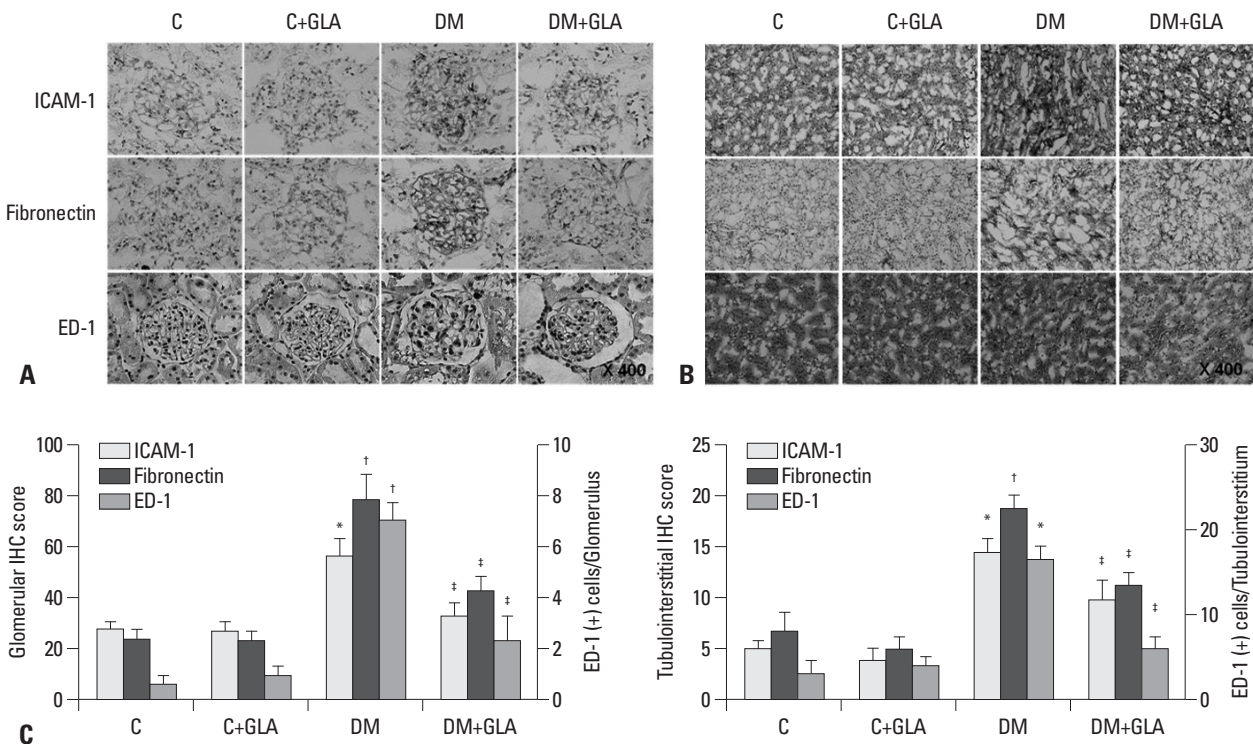 C C+GLA DM DM+GLA
ICAM-1
Fibronectin
ED-1
X 400
A
C C+GLA DM DM+GLA
X 400
B
100
80
60
40
20
0
Glomerular IHC score
ICAM-1
Fibronectin
ED-1
* † †
‡ ‡ ‡
10
8
6
4
2
0
ED-1 (+) cells/Glomerulus
C C+GLA DM DM+GLA
25
20
15
10
5
0
Tubulointerstitial IHC score
ICAM-1
Fibronectin
ED-1
* † *
‡ ‡ ‡
30
20
10
0
ED-1 (+) cells/Tubulointerstitium
C C+GLA DM DM+GLA
C